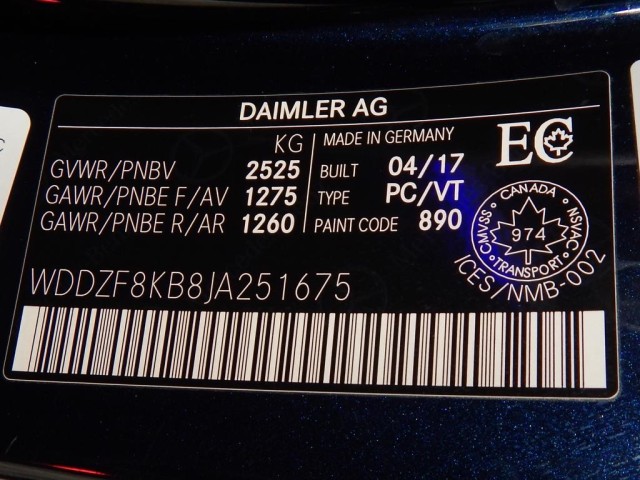 DAIMLER AG
KG
GVWR/PNBV 2525
GAWR/PNBE F/AV 1275
GAWR/PNBE R/AR 1260
MADE IN GERMANY
BUILT 04/17
TYPE PC/VT
PAINT CODE 890
EC
CANADA
CMVSS NSVAC
974
TRANSPORT
ICES/NMB-002
WDDZF8KB8JA251675
C